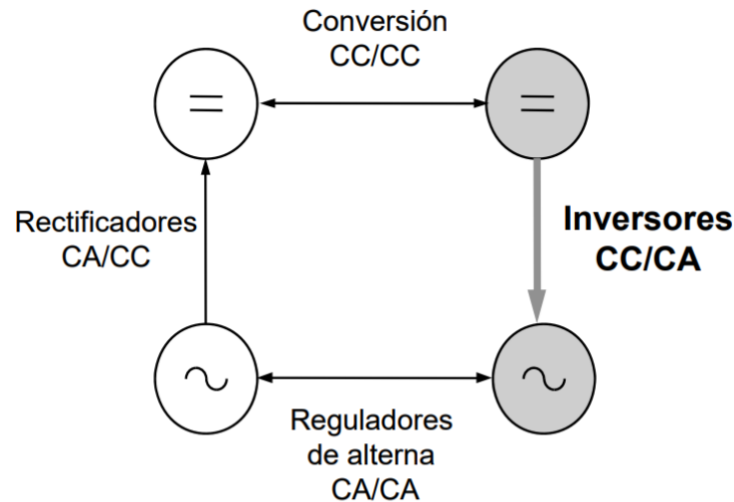 Conversión
CC/CC
=
=
Rectificadores
CA/CC
Inversores
CC/CA
~
~
Reguladores
de alterna
CA/CA